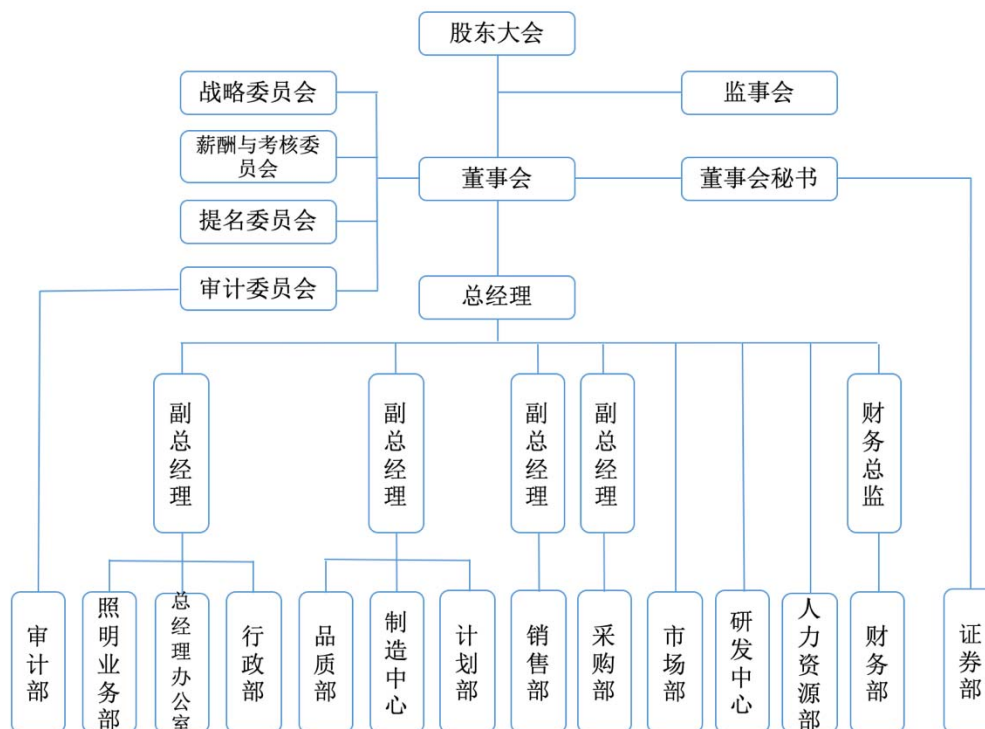 股东大会
战略委员会
监事会
薪酬与考核委
员会
董事会
董事会秘书
提名委员会
审计委员会
总经理
副总经理
副总经理
副总经理
副总经理
财务总监
审计部
照明业务部
总经理办公室
行政部
品质部
制造中心
计划部
销售部
采购部
市场部
研发中心
人力资源部
财务部
证券部